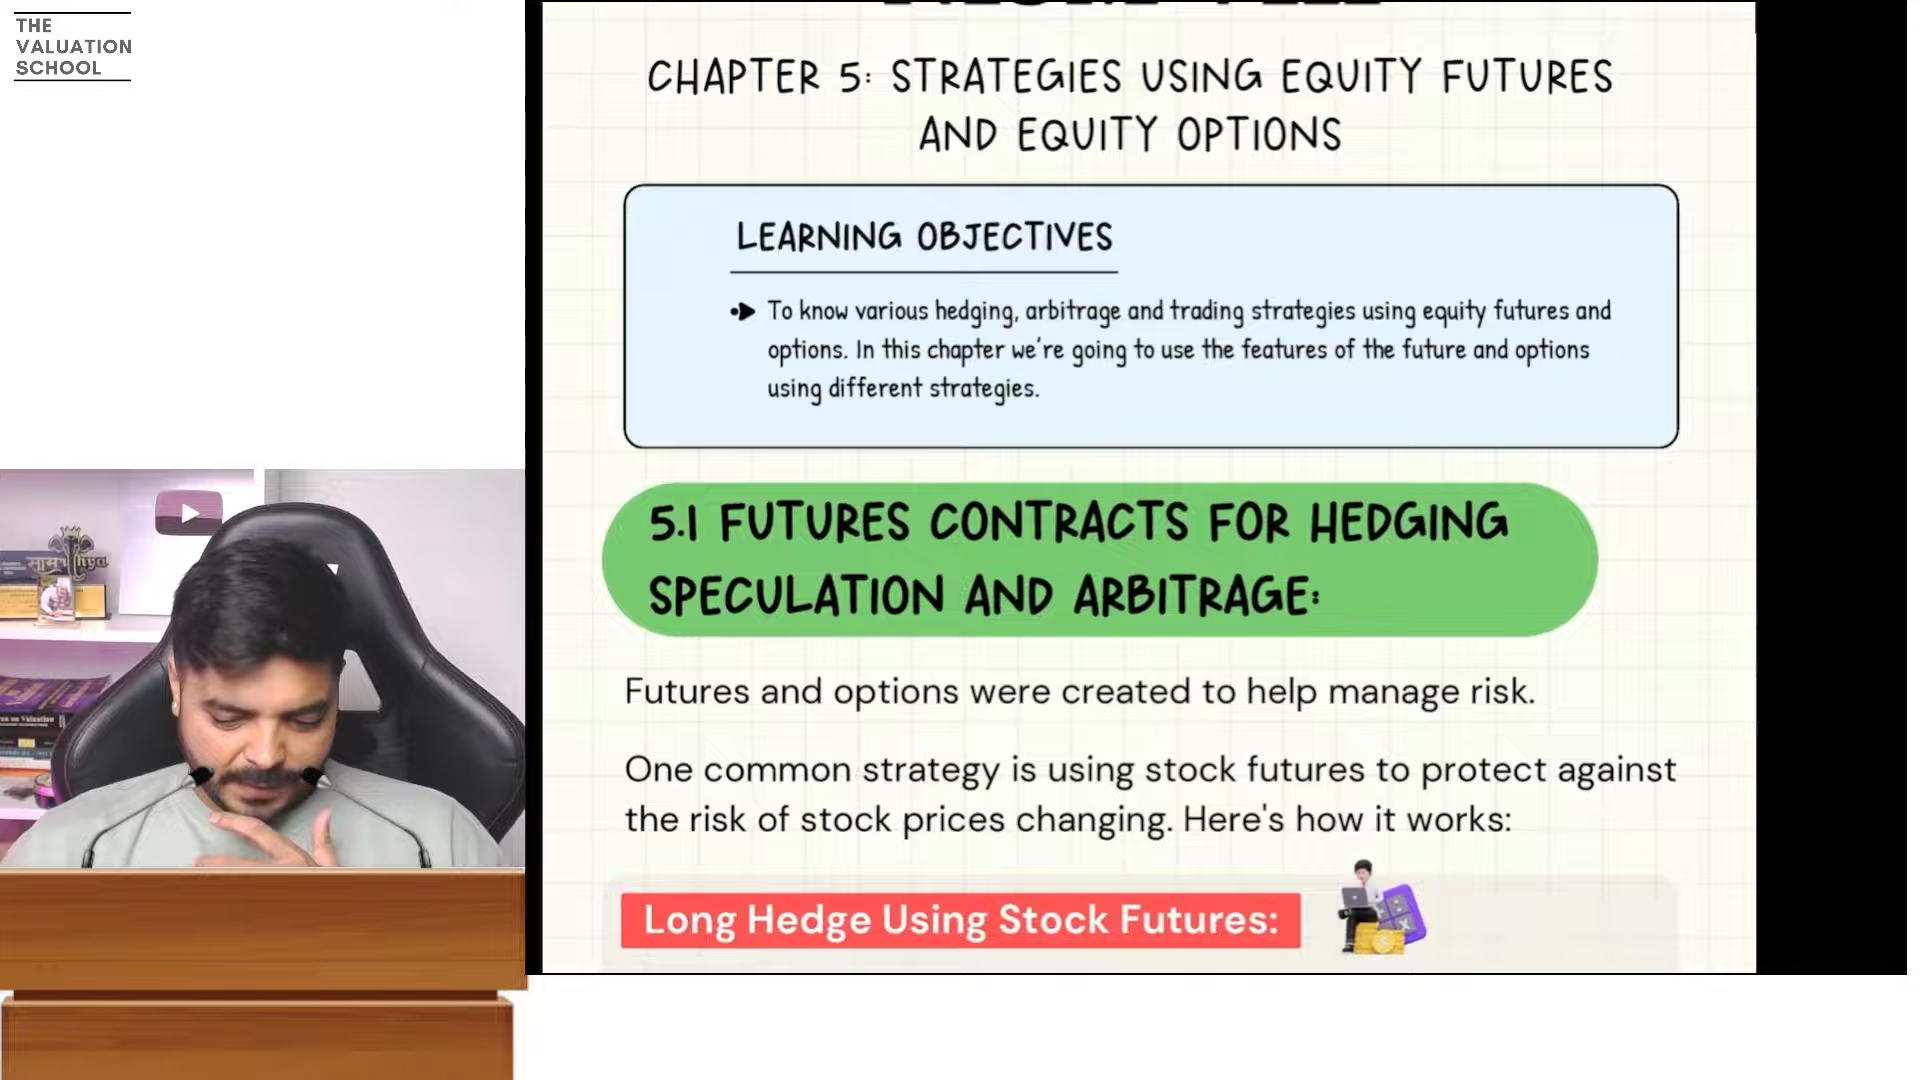 THE
VALUATION
SCHOOL
CHAPTER 5: STRATEGIES USING EQUITY FUTURES
AND EQUITY OPTIONS
LEARNING OBJECTIVES
To know various hedging, arbitrage and trading strategies using equity futures and
options. In this chapter we're going to use the features of the future and options
using different strategies.
5.1 FUTURES CONTRACTS FOR HEDGING
SPECULATION AND ARBITRAGE:
Futures and options were created to help manage risk.
One common strategy is using stock futures to protect against
the risk of stock prices changing. Here's how it works:
Long Hedge Using Stock Futures:
on Valuation